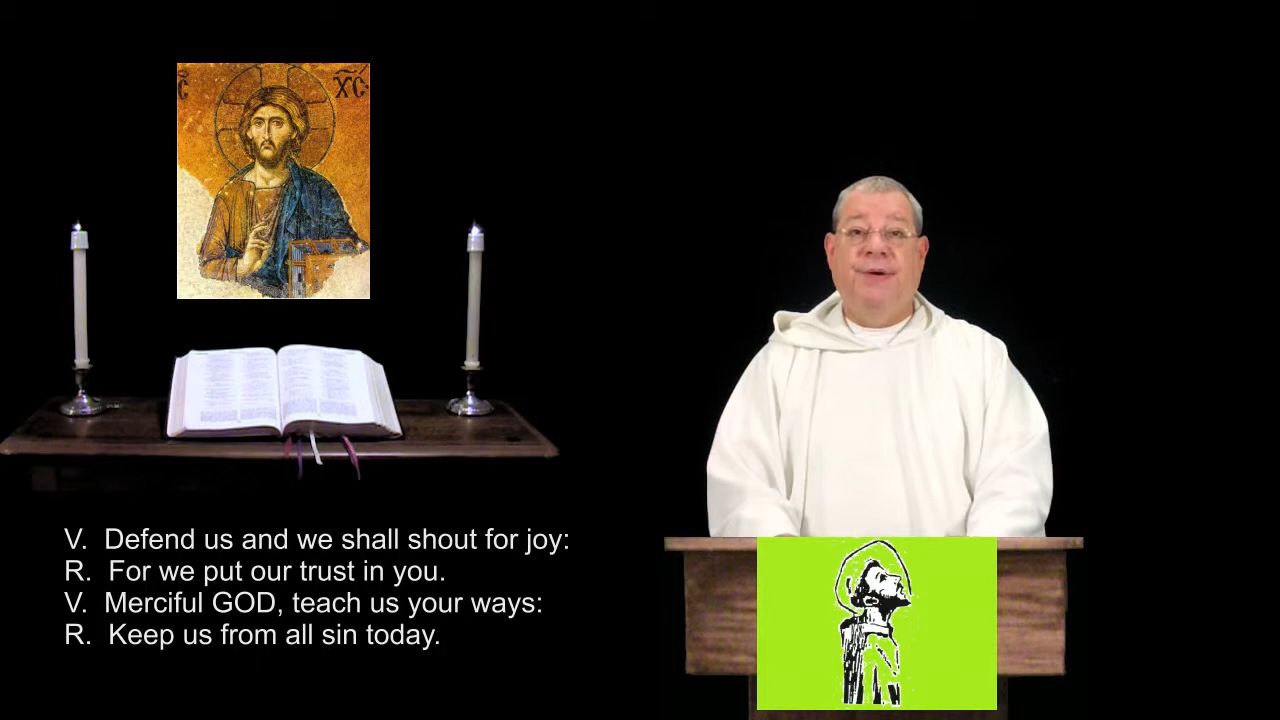 XC
V. Defend us and we shall shout for joy:
R. For we put our trust in you.
V. Merciful GOD, teach us your ways:
R. Keep us from all sin today.